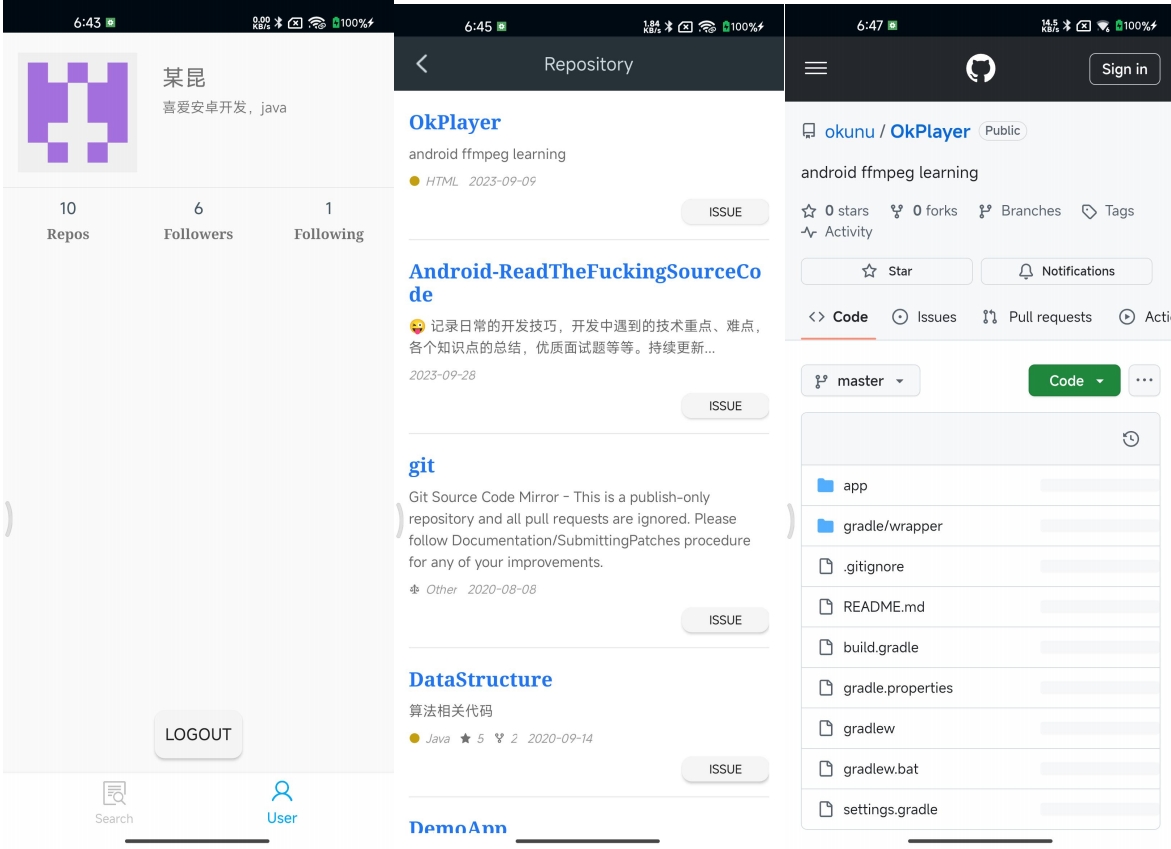 6:43
0.00
KB/s
100%
某昆
喜爱安卓开发，java
10
6
1
Repos
Followers
Following
LOGOUT
Search
User
6:45
1.84
KB/s
100%
Repository
OkPlayer
android ffmpeg learning
HTML 2023-09-09
ISSUE
Android-ReadTheFuckingSourceCo
de
😜 记录日常的开发技巧，开发中遇到的技术重点、难点，
各个知识点的总结，优质面试题等等。持续更新...
2023-09-28
ISSUE
git
Git Source Code Mirror - This is a publish-only
repository and all pull requests are ignored. Please
follow Documentation/SubmittingPatches procedure
for any of your improvements.
Other 2020-08-08
ISSUE
DataStructure
算法相关代码
Java 5 2 2020-09-14
ISSUE
DemoApp
6:47
14.5
KB/s
100%
Sign in
okunu / OkPlayer Public
android ffmpeg learning
0 stars 0 forks Branches Tags
Activity
Star Notifications
Code Issues Pull requests Acti
master Code
app
gradle/wrapper
.gitignore
README.md
build.gradle
gradle.properties
gradlew
gradlew.bat
settings.gradle